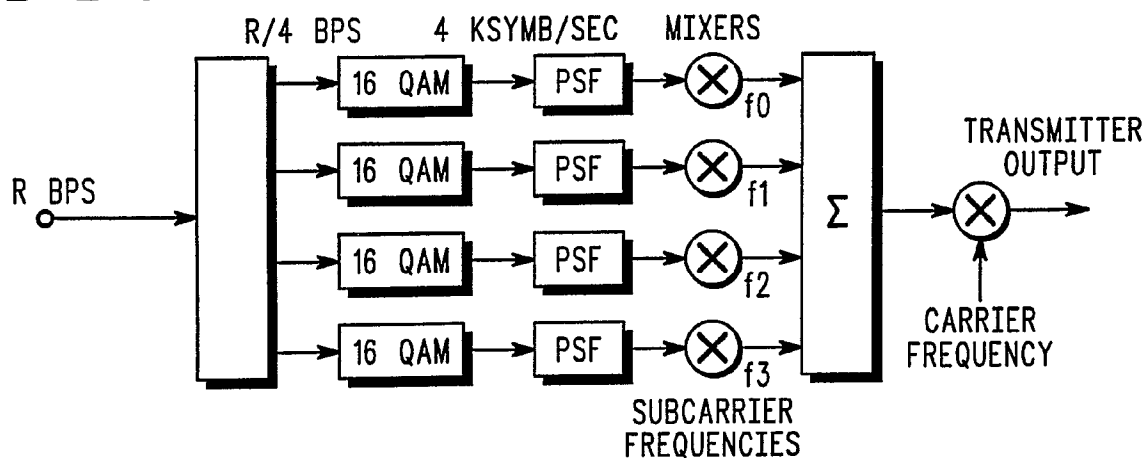 R/4 BPS 4 KSYMB/SEC MIXERS
16 QAM PSF f0
16 QAM PSF f1
16 QAM PSF f2
16 QAM PSF f3
R BPS
Σ
TRANSMITTER
OUTPUT
CARRIER
FREQUENCY
SUBCARRIER
FREQUENCIES